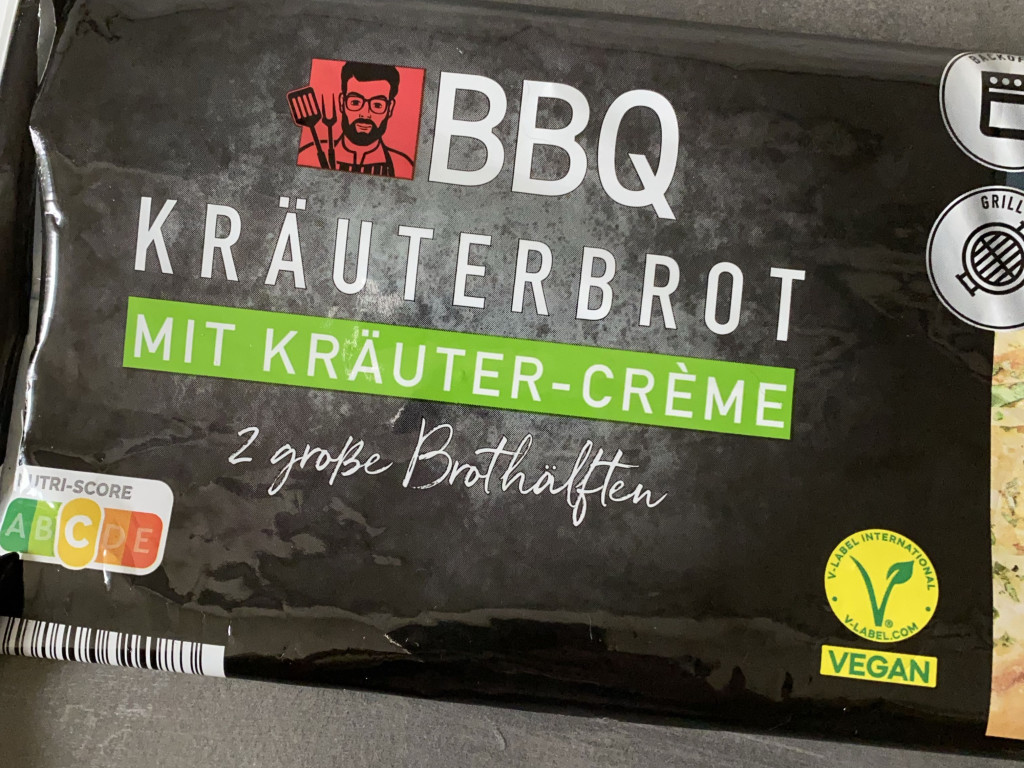 BBQ
KRÄUTERBROT
MIT KRÄUTER-CRÈME
2 große Brothälften
GRILL
NUTRI-SCORE
A B C D E
V-LABEL INTERNATIONAL
V-LABEL.COM
VEGAN